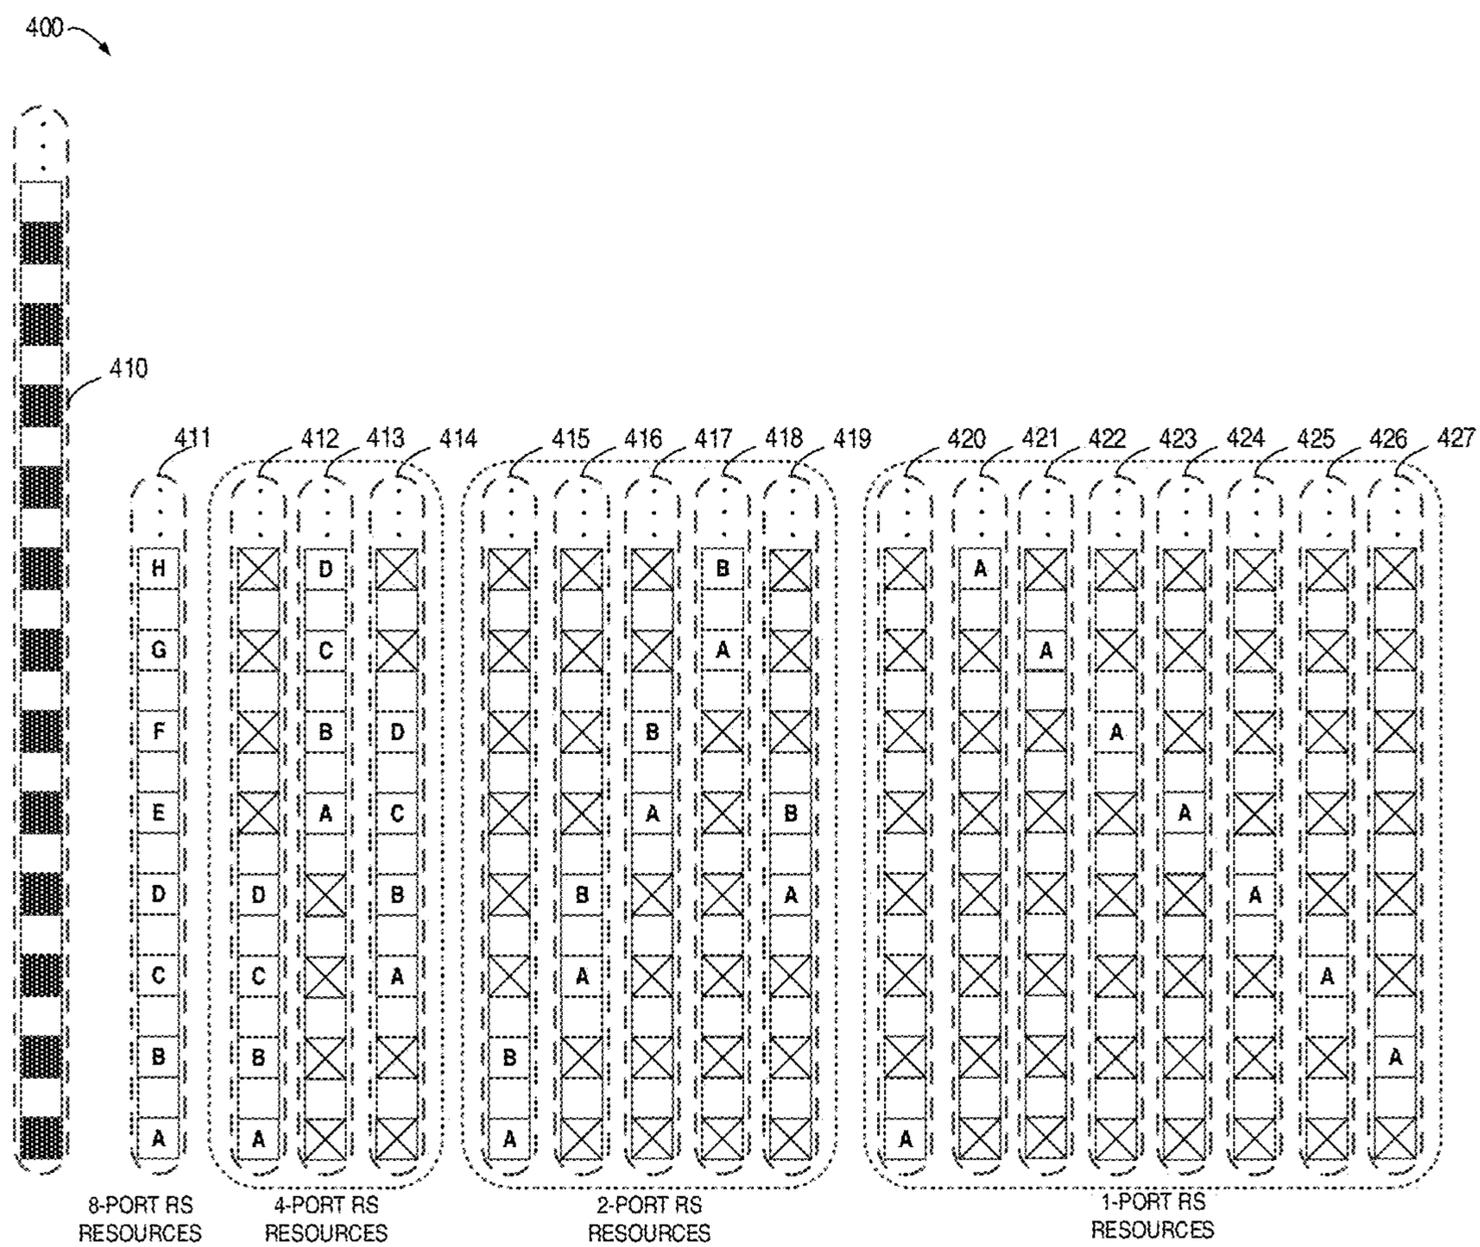 400
410
411 412 413 414 415 416 417 418 419 420 421 422 423 424 425 426 427
H D B A
G C A A
F B D B A
E A C A B A
D D B B A A
C C A A A
B B B A
A A A A
8-PORT RS 4-PORT RS 2-PORT RS 1-PORT RS
RESOURCES RESOURCES RESOURCES RESOURCES